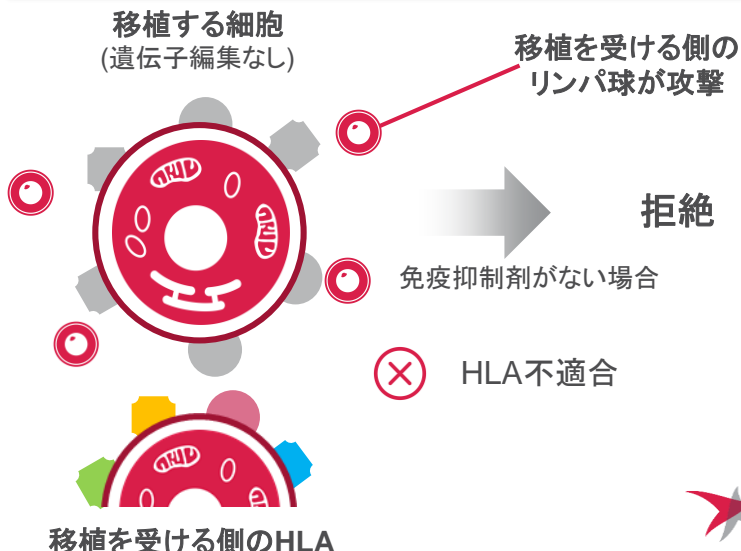 移植する細胞
(遺伝子編集なし)
移植を受ける側の
リンパ球が攻撃
拒絶
免疫抑制剤がない場合
HLA不適合
移植を受ける側のHLA